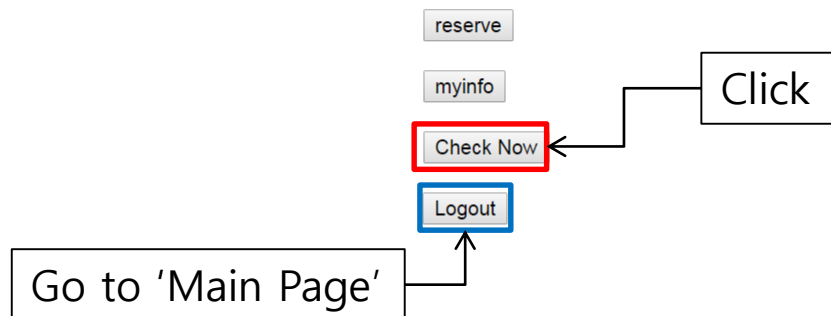 reserve
myinfo
Click
Check Now
Logout
Go to ‘Main Page’